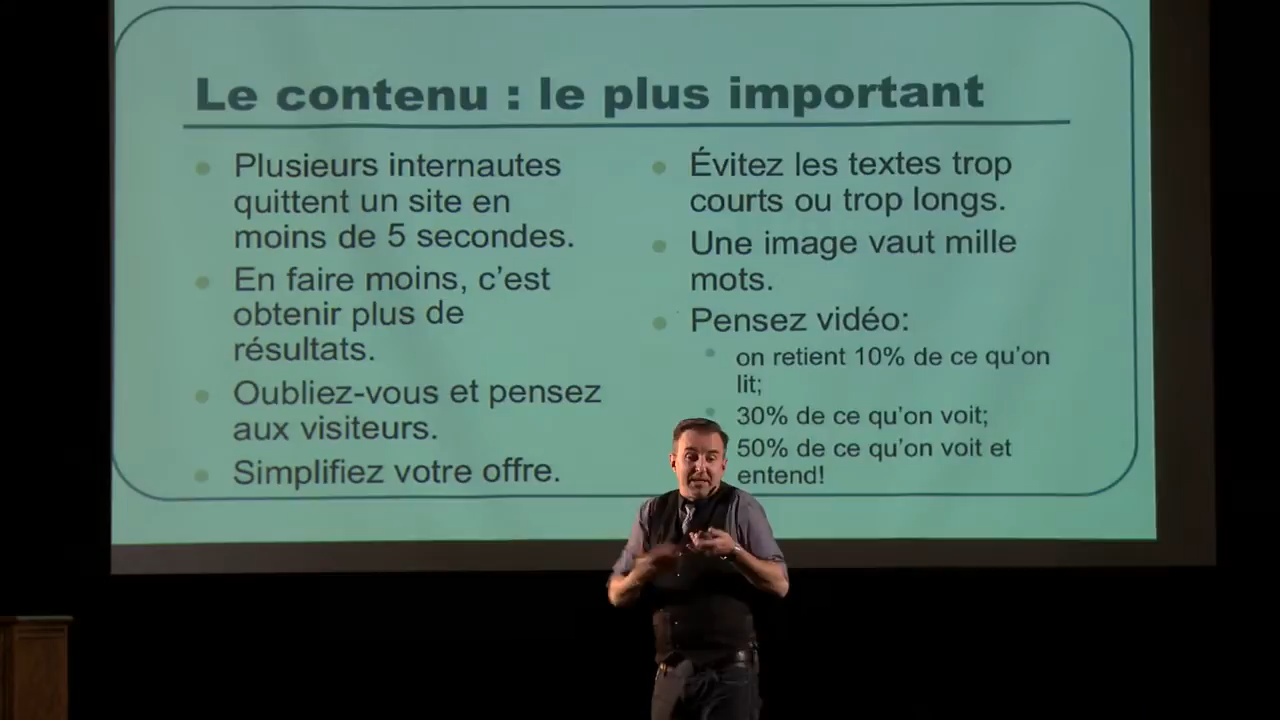 Le contenu : le plus important
Plusieurs internautes
quittent un site en
moins de 5 secondes.
En faire moins, c'est
obtenir plus de
résultats.
Oubliez-vous et pensez
aux visiteurs.
Simplifiez votre offre.
Évitez les textes trop
courts ou trop longs.
Une image vaut mille
mots.
Pensez vidéo:
on retient 10% de ce qu'on
lit;
30% de ce qu'on voit;
50% de ce qu'on voit et
entend!